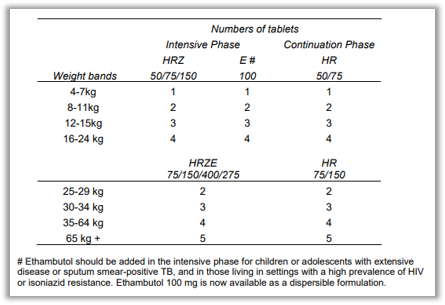 Numbers of tablets
Intensive Phase Continuation Phase
HRZ E # HR
Weight bands 50/75/150 100 50/75
4-7kg 1 1 1
8-11kg 2 2 2
12-15kg 3 3 3
16-24 kg 4 4 4
HRZE HR
75/150/400/275 75/150
25-29 kg 2 2
30-34 kg 3 3
35-64 kg 4 4
65 kg + 5 5
# Ethambutol should be added in the intensive phase for children or adolescents with extensive
disease or sputum smear-positive TB, and in those living in settings with a high prevalence of HIV
or isoniazid resistance. Ethambutol 100 mg is now available as a dispersible formulation.